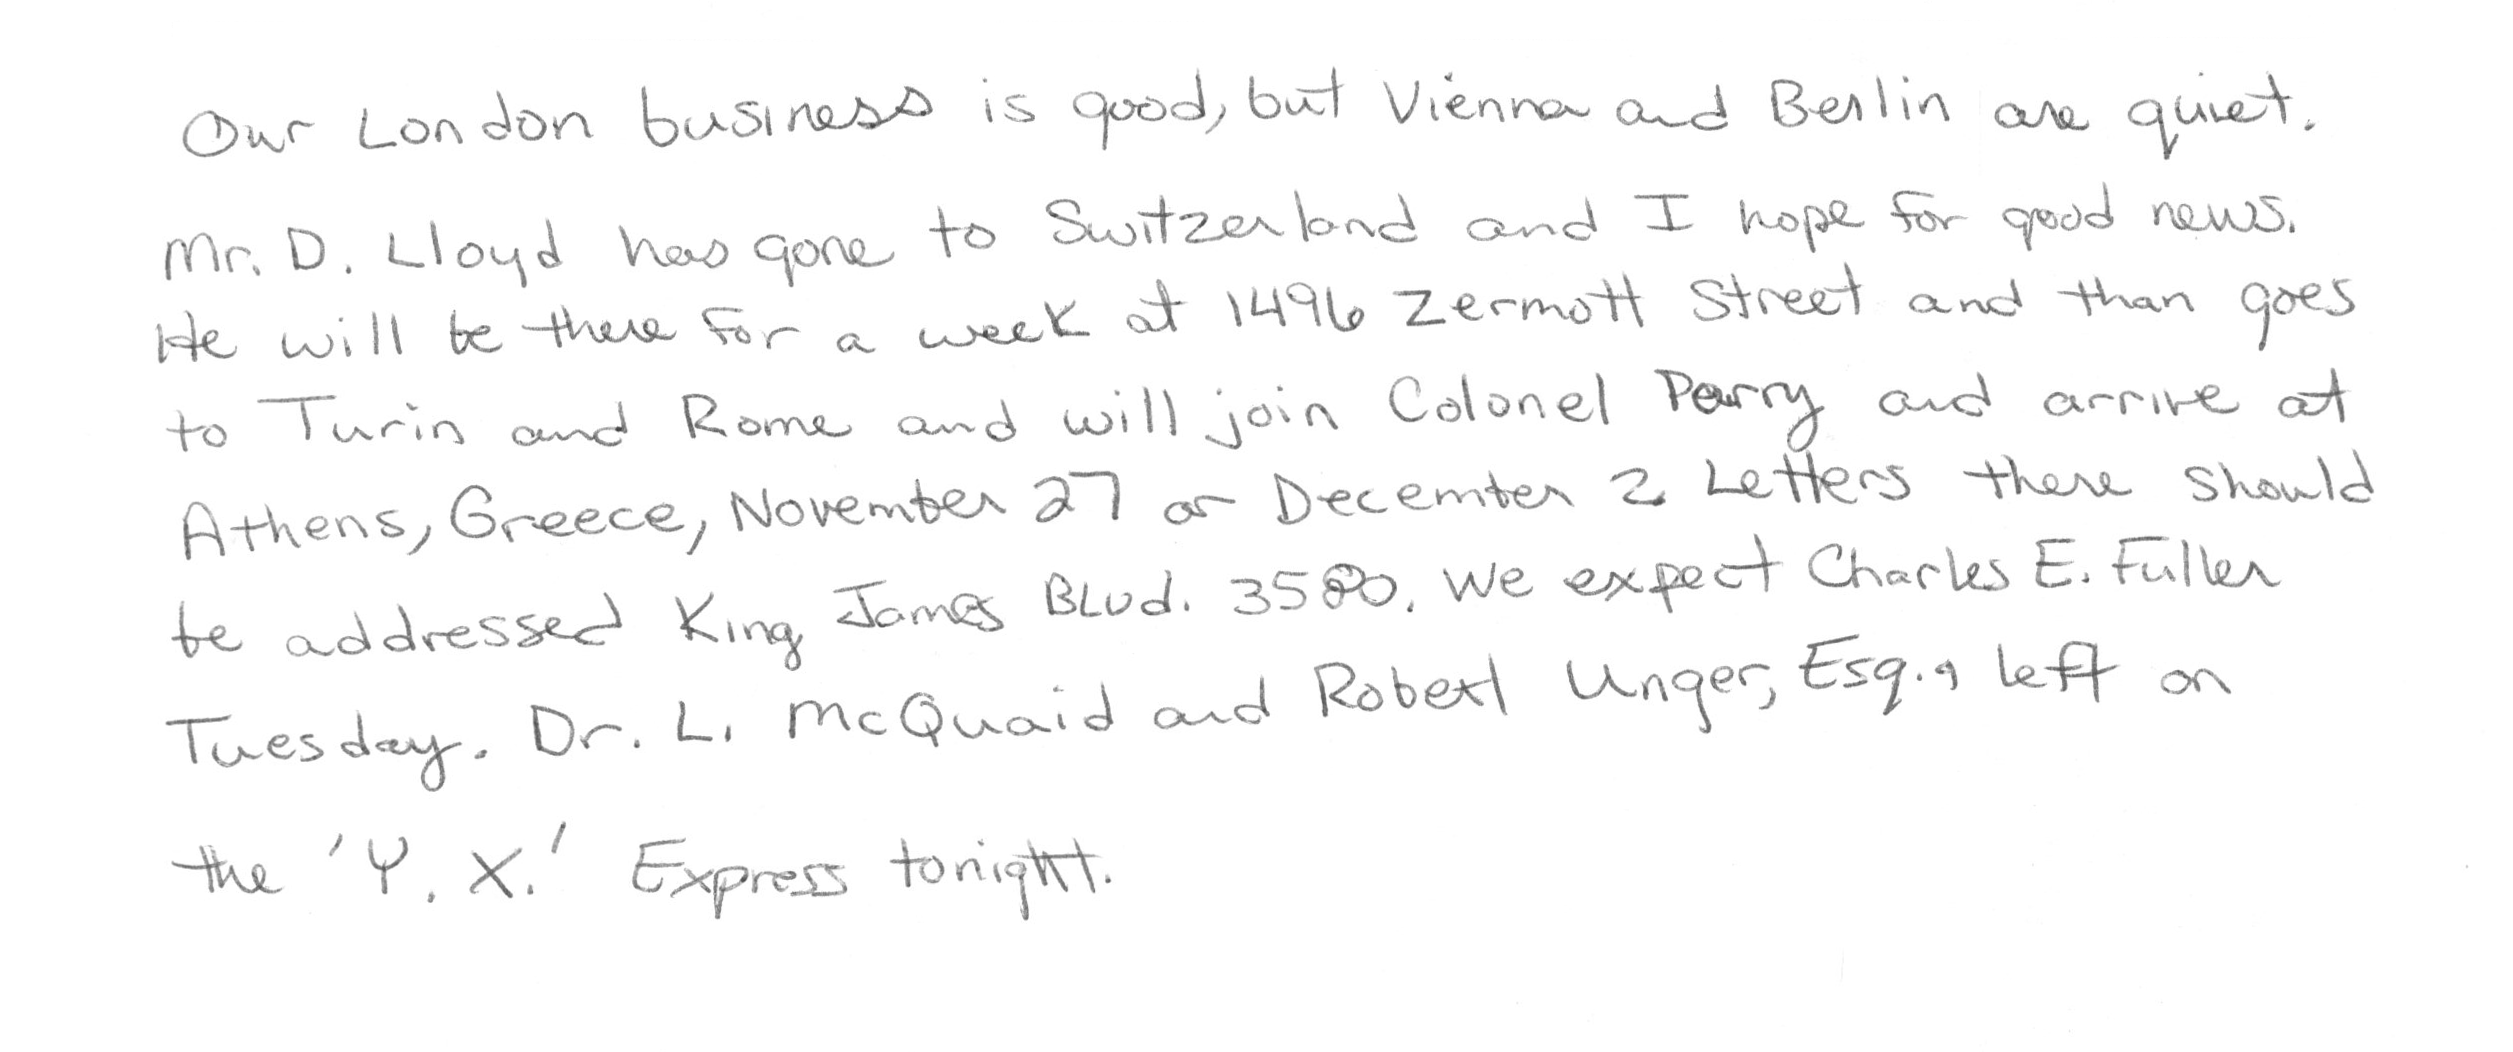 Our London business is good, but Vienna and Berlin are quiet.
Mr. D. Lloyd has gone to Switzerland and I hope for good news.
He will be there for a week at 1496 Zermott Street and than goes
to Turin and Rome and will join Colonel Parry and arrive at
Athens, Greece, November 27 or December 2. Letters there should
be addressed King James Blvd. 3580. We expect Charles E. Fuller
Tuesday. Dr. L. McQuaid and Robert Unger, Esq., left on
the 'Y. X.' Express tonight.